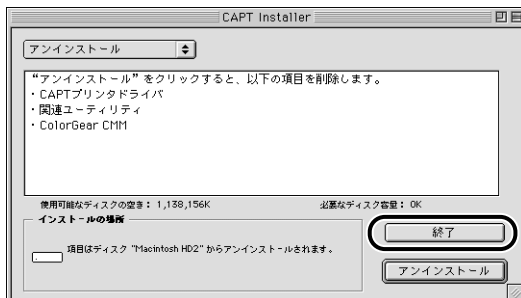 CAPT Installer
アンインストール
“アンインストール”をクリックすると、以下の項目を削除します。
・CAPTプリンタドライバ
・関連ユーティリティ
・ColorGear CMM
使用可能なディスクの空き： 1,138,156K 必要なディスク容量： 0K
インストールの場所
項目はディスク "Macintosh HD2" からアンインストールされます。
終了
アンインストール